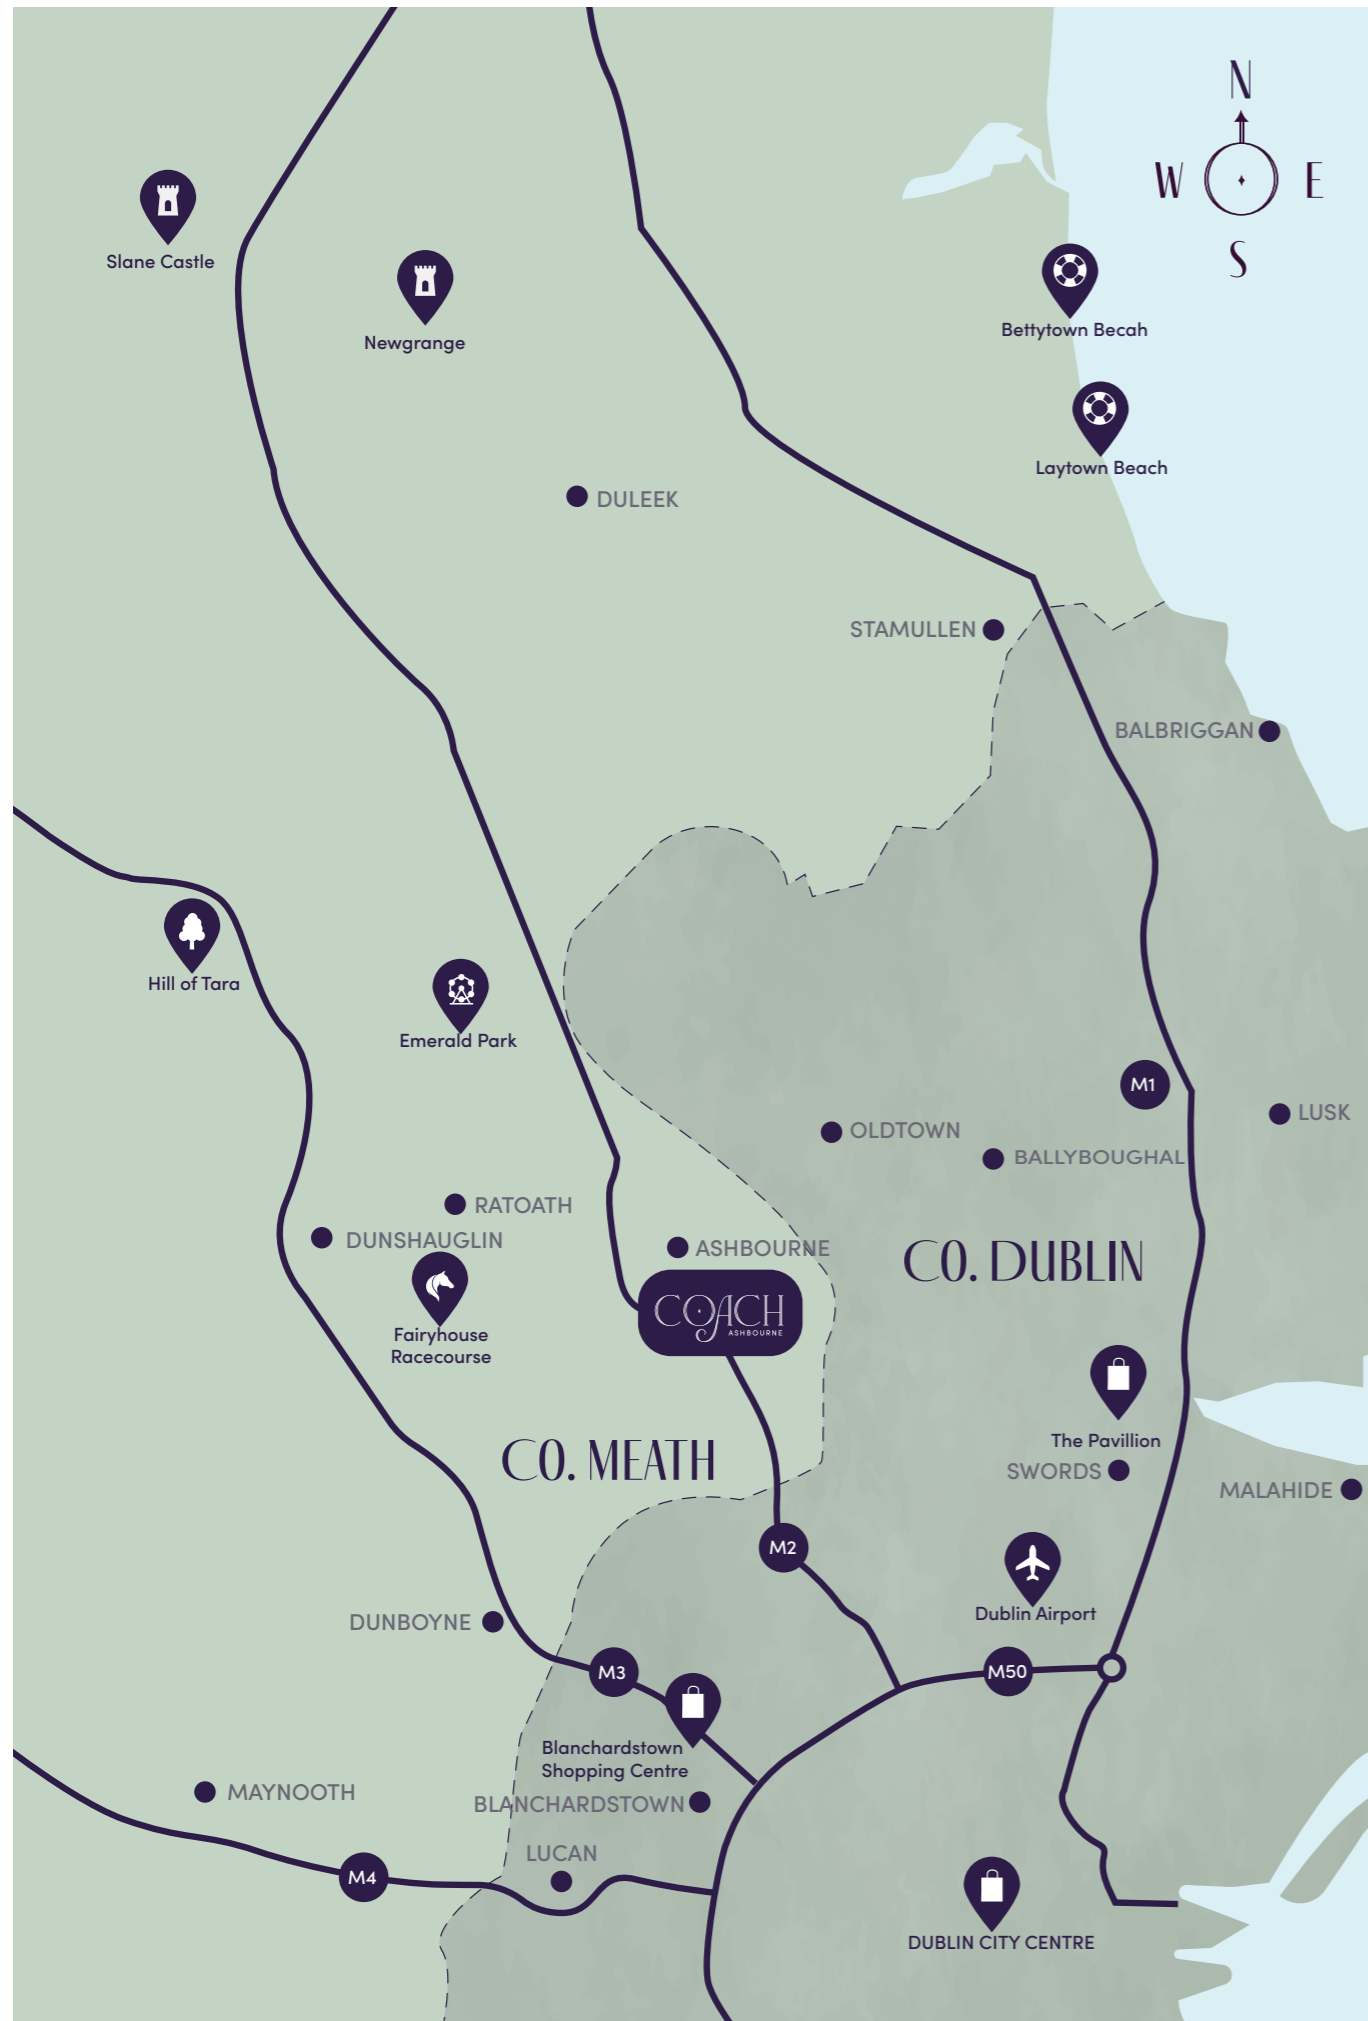 N
W
E
S
Slane Castle
Newgrange
Bettytown Becah
Laytown Beach
DULEEK
STAMULLEN
BALBRIGGAN
Hill of Tara
Emerald Park
M1
LUSK
OLDTOWN
BALLYBOUGHAL
RATOATH
DUNSHAUGLIN
ASHBOURNE
CO. DUBLIN
COACH
ASHBOURNE
Fairyhouse
Racecourse
The Pavillion
CO. MEATH
SWORDS
MALAHIDE
M2
Dublin Airport
DUNBOYNE
M3
M50
Blanchardstown
Shopping Centre
MAYNOOTH
BLANCHARDSTOWN
LUCAN
M4
DUBLIN CITY CENTRE